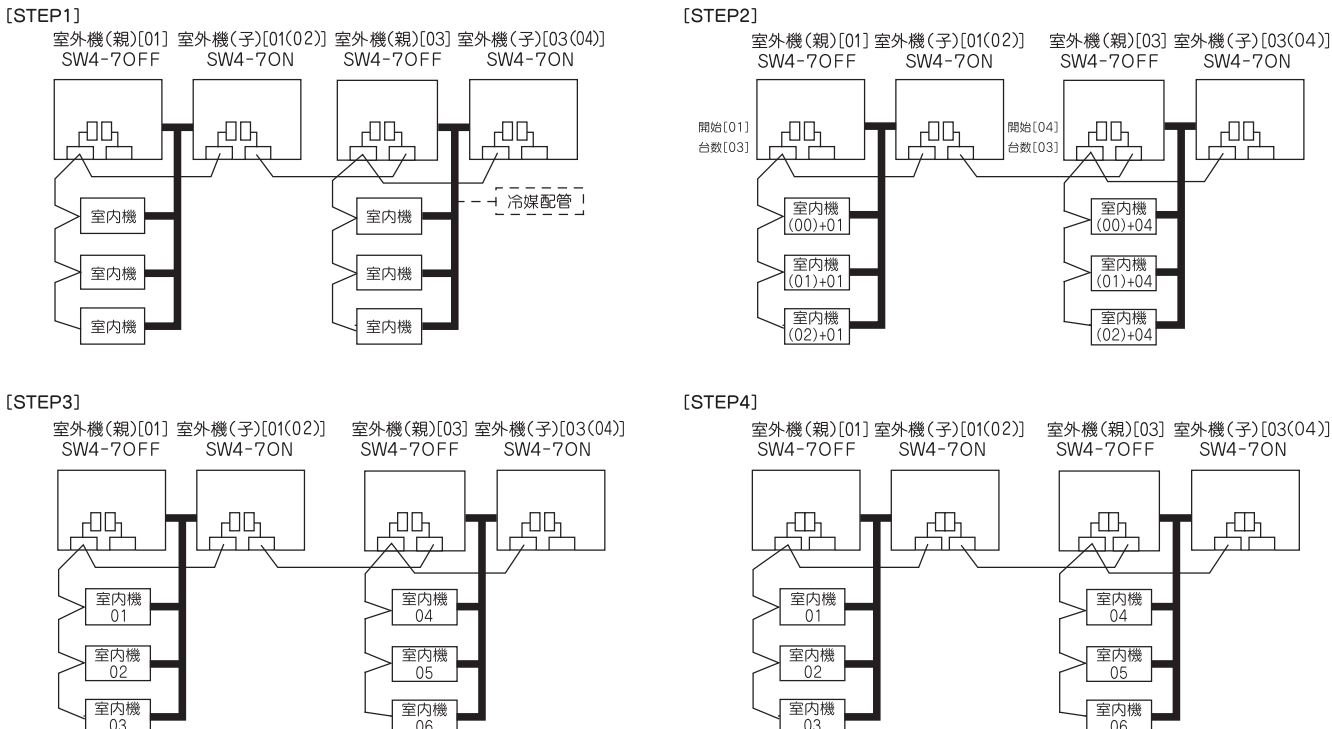 [STEP1]
室外機(親)[01] 室外機(子)[01(02)] 室外機(親)[03] 室外機(子)[03(04)]
SW4-7OFF SW4-7ON SW4-7OFF SW4-7ON
冷媒配管
室内機 室内機
室内機 室内機
室内機 室内機
[STEP2]
室外機(親)[01] 室外機(子)[01(02)] 室外機(親)[03] 室外機(子)[03(04)]
SW4-7OFF SW4-7ON SW4-7OFF SW4-7ON
開始[01] 開始[04]
台数[03] 台数[03]
室内機 室内機
(00)+01 (00)+04
室内機 室内機
(01)+01 (01)+04
室内機 室内機
(02)+01 (02)+04
[STEP3]
室外機(親)[01] 室外機(子)[01(02)] 室外機(親)[03] 室外機(子)[03(04)]
SW4-7OFF SW4-7ON SW4-7OFF SW4-7ON
室内機 室内機
01 04
室内機 室内機
02 05
室内機 室内機
03 06
[STEP4]
室外機(親)[01] 室外機(子)[01(02)] 室外機(親)[03] 室外機(子)[03(04)]
SW4-7OFF SW4-7ON SW4-7OFF SW4-7ON
室内機 室内機
01 04
室内機 室内機
02 05
室内機 室内機
03 06